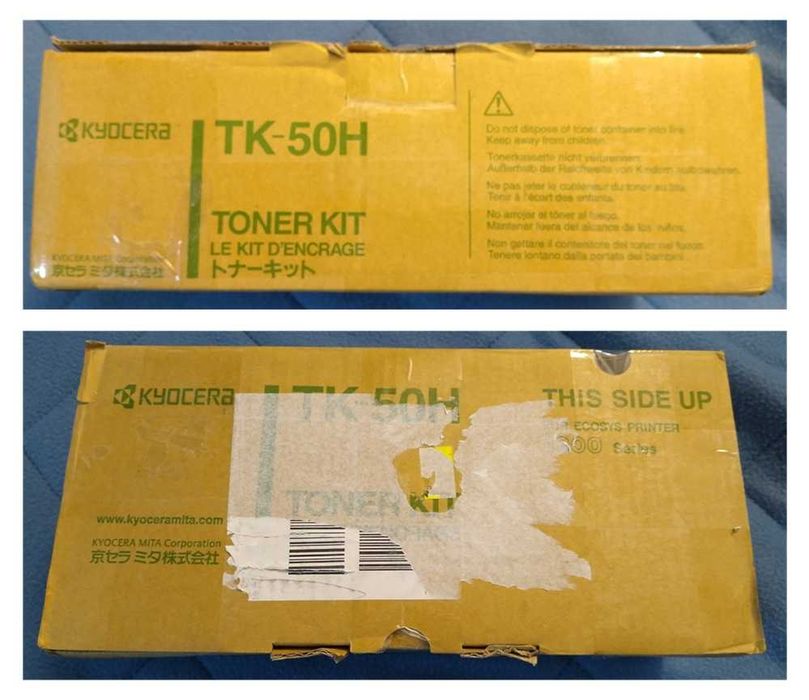 KYOCERA
TK-50H
TONER KIT
LE KIT D'ENCRAGE
トナーキット
KYOCERA MITA Corporation
京セラ ミタ株式会社
Do not dispose of toner container into fire.
Keep away from children.
Tonerkassette nicht verbrennen.
Außerhalb der Reichweite von Kindern aufbewahren.
Ne pas jeter le conteneur du toner au feu.
Tenir à l'écart des enfants.
No arrojar el tóner al fuego.
Mantener fuera del alcance de los niños.
Non gettare il contenitore del toner nel fuoco.
Tenere lontano dalla portata dei bambini.
KYOCERA
TK-50H
TONER KIT
www.kyoceramita.com
KYOCERA MITA Corporation
京セラ ミタ株式会社
THIS SIDE UP
ECOSYS PRINTER
Series